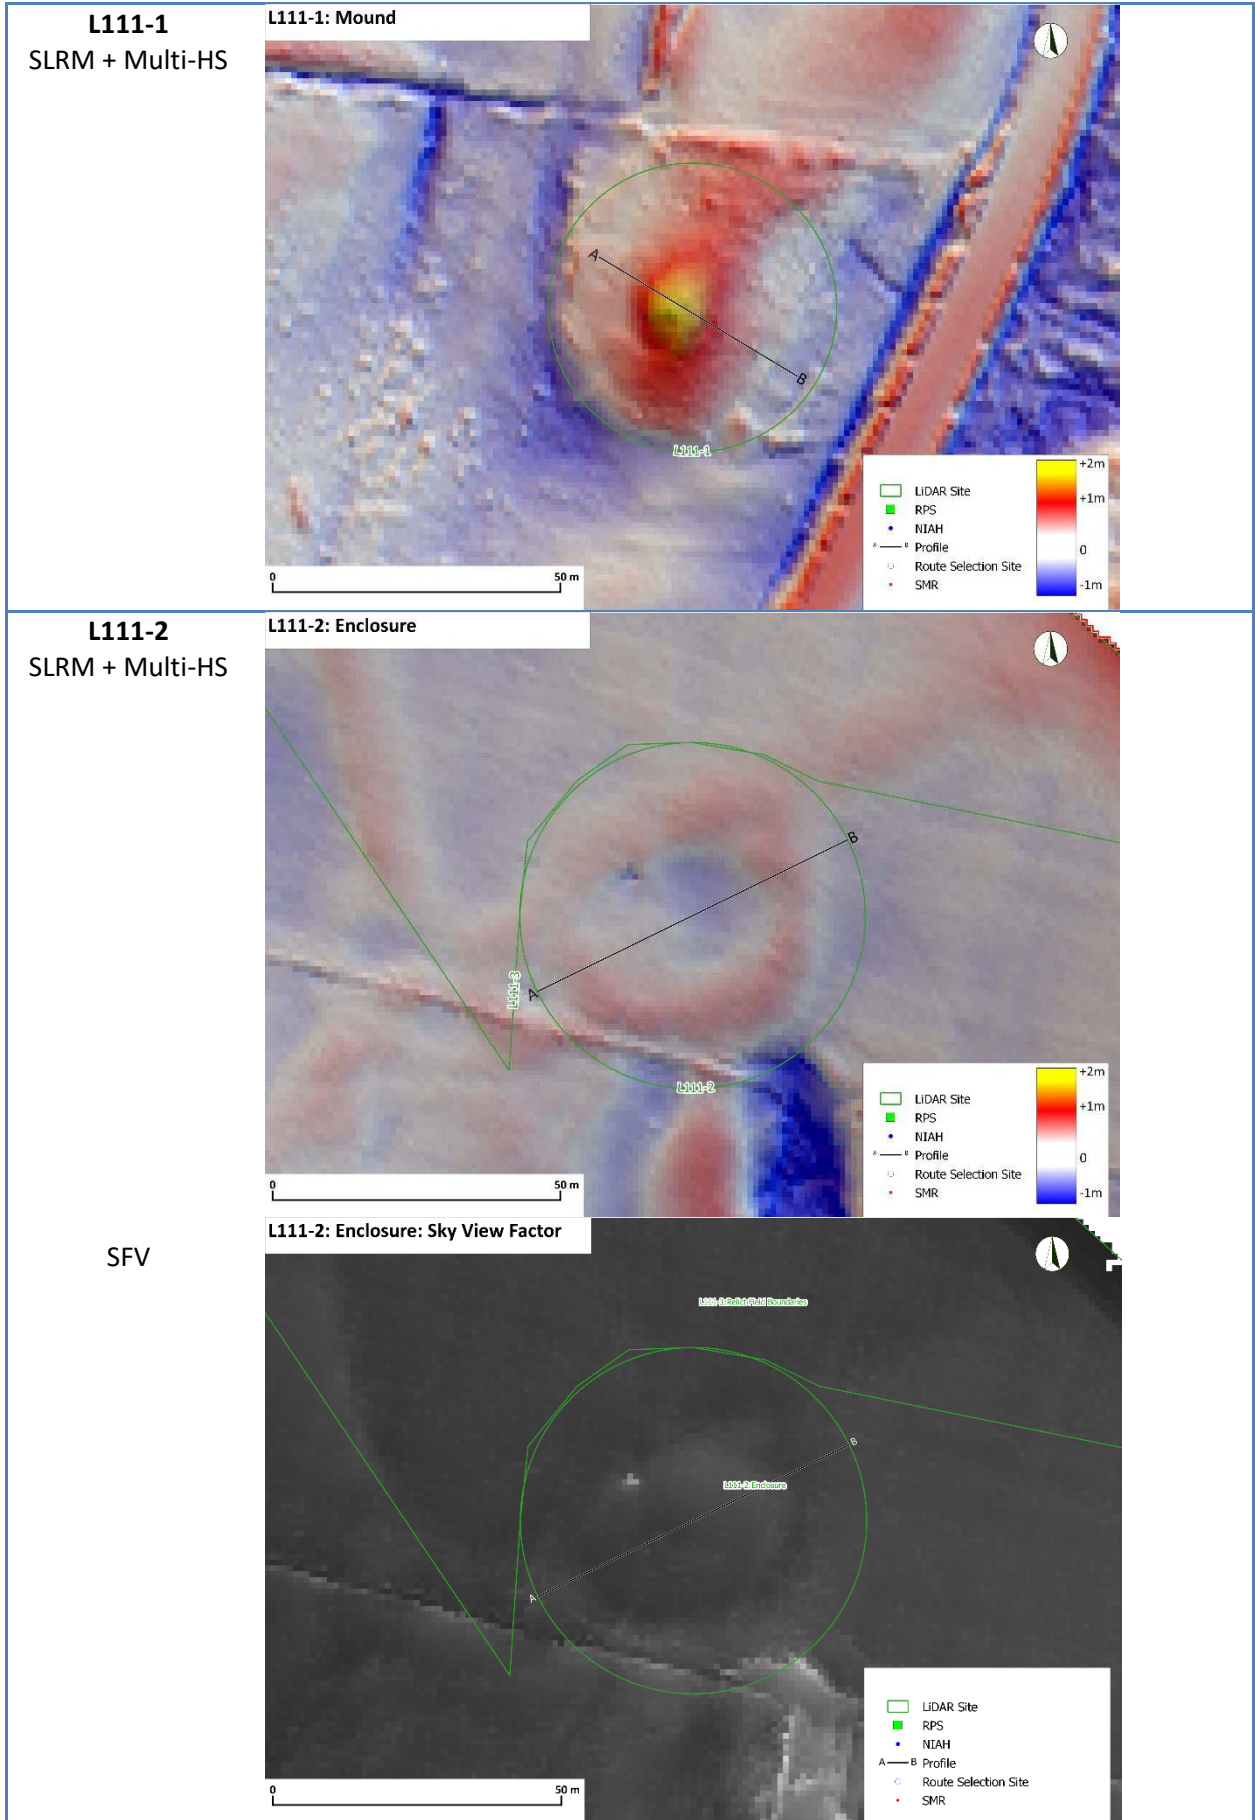 L111-1
SLRM + Multi-HS
L111-1: Mound
A
B
L111-1
LiDAR Site
RPS
NIAH
A B Profile
Route Selection Site
SMR
+2m
+1m
0
-1m
0 50 m
L111-2
SLRM + Multi-HS
L111-2: Enclosure
B
L111-3
A
L111-2
LiDAR Site
RPS
NIAH
A B Profile
Route Selection Site
SMR
+2m
+1m
0
-1m
0 50 m
SFV
L111-2: Enclosure: Sky View Factor
L111-3:Relict Field Boundaries
B
L111-2:Enclosure
A
LiDAR Site
RPS
NIAH
A B Profile
Route Selection Site
SMR
0 50 m